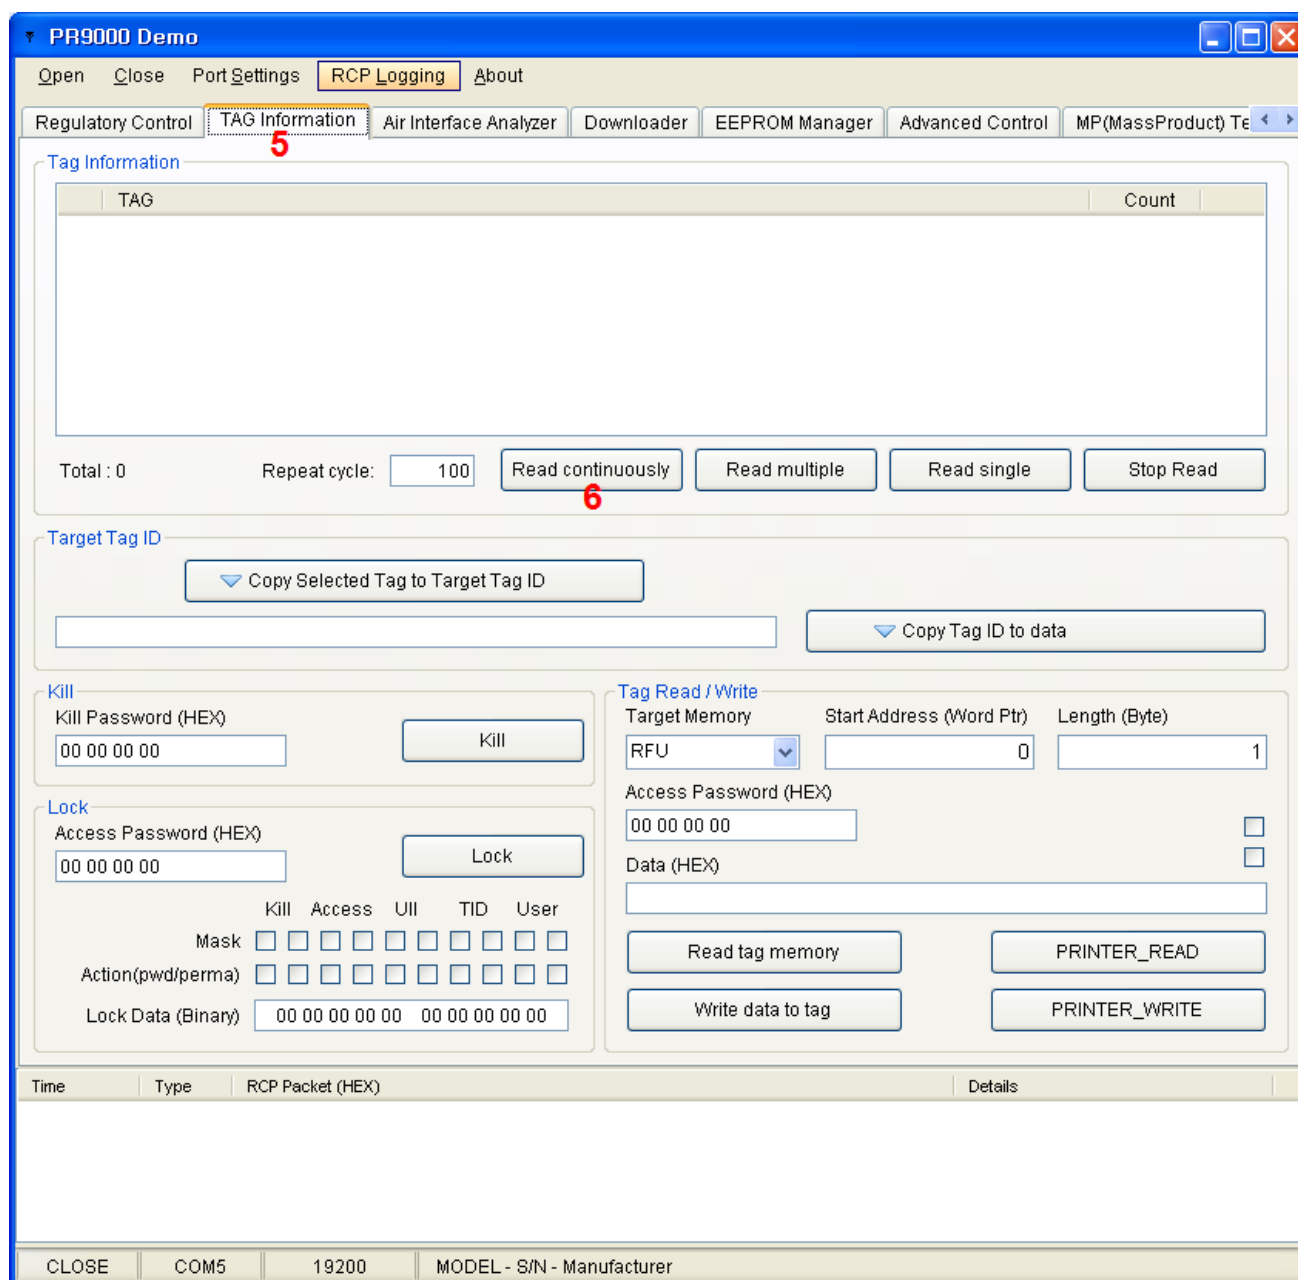 PR9000 Demo
Open Close Port Settings RCP Logging About
Regulatory Control TAG Information Air Interface Analyzer Downloader EEPROM Manager Advanced Control MP(MassProduct) Te
5
Tag Information
TAG Count
Total : 0 Repeat cycle: 100 Read continuously Read multiple Read single Stop Read
6
Target Tag ID
Copy Selected Tag to Target Tag ID
Copy Tag ID to data
Kill
Kill Password (HEX)
00 00 00 00
Kill
Lock
Access Password (HEX)
00 00 00 00
Lock
Kill Access UII TID User
Mask
Action(pwd/perma)
Lock Data (Binary) 00 00 00 00 00 00 00 00 00 00
Tag Read / Write
Target Memory Start Address (Word Ptr) Length (Byte)
RFU 0 1
Access Password (HEX)
00 00 00 00
Data (HEX)
Read tag memory PRINTER_READ
Write data to tag PRINTER_WRITE
Time Type RCP Packet (HEX) Details
CLOSE COM5 19200 MODEL - S/N - Manufacturer